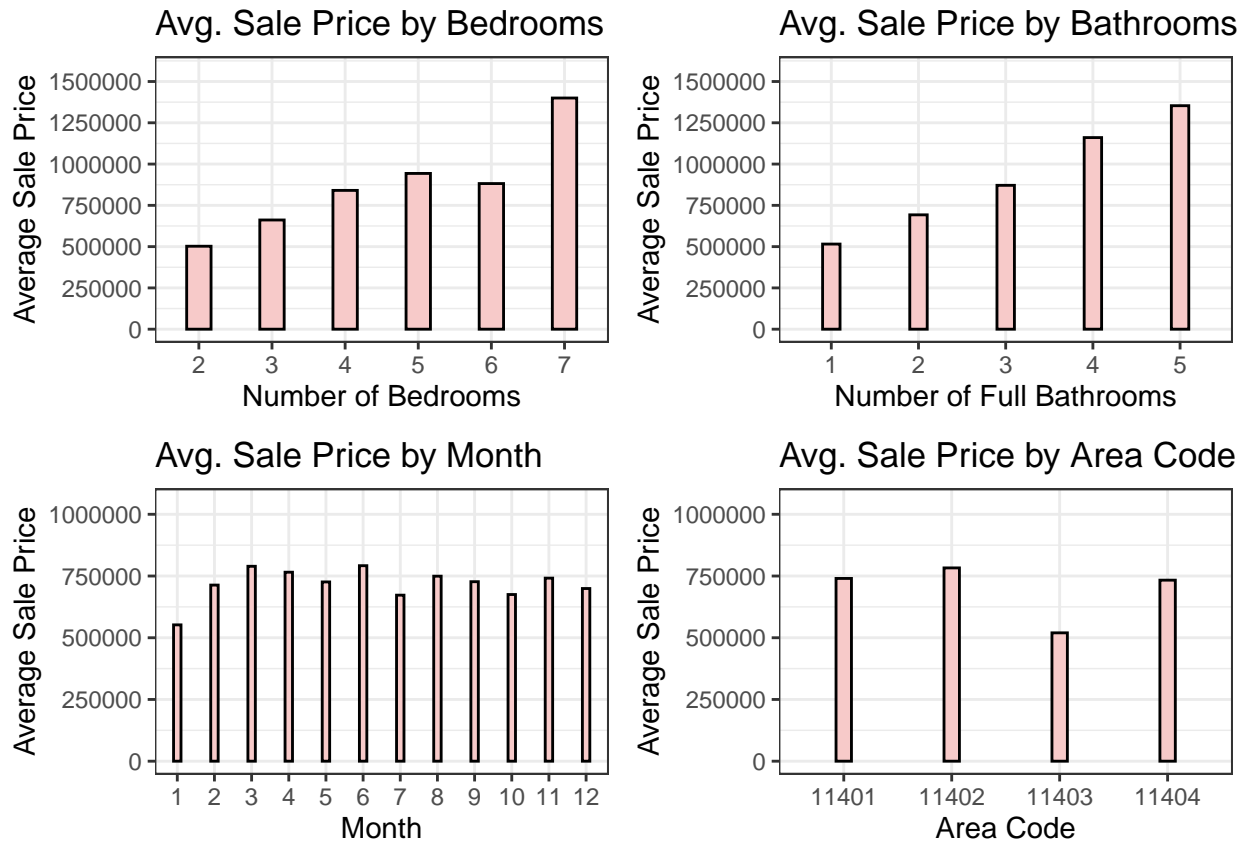 Avg. Sale Price by Bedrooms
Average Sale Price
1500000
1250000
1000000
750000
500000
250000
0
2 3 4 5 6 7
Number of Bedrooms
Avg. Sale Price by Bathrooms
Average Sale Price
1500000
1250000
1000000
750000
500000
250000
0
1 2 3 4 5
Number of Full Bathrooms
Avg. Sale Price by Month
Average Sale Price
1000000
750000
500000
250000
0
1 2 3 4 5 6 7 8 9 10 11 12
Month
Avg. Sale Price by Area Code
Average Sale Price
1000000
750000
500000
250000
0
11401 11402 11403 11404
Area Code